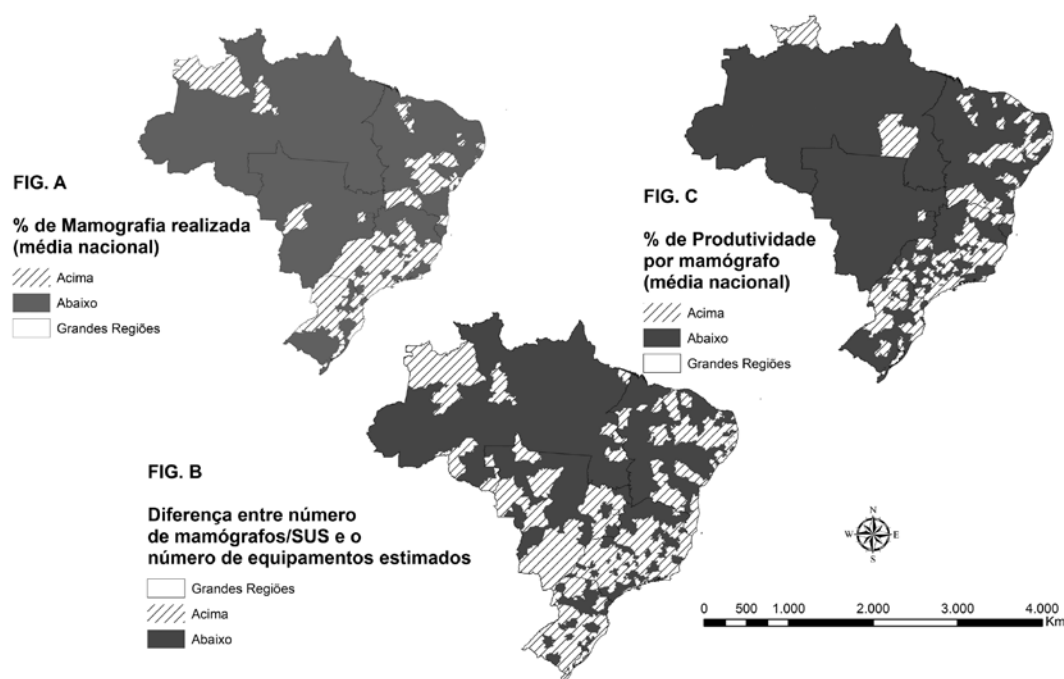 FIG. A
% de Mamografia realizada
(média nacional)
Acima
Abaixo
Grandes Regiões
FIG. C
% de Produtividade
por mamógrafo
(média nacional)
Acima
Abaixo
Grandes Regiões
FIG. B
Diferença entre número
de mamógrafos/SUS e o
número de equipamentos estimados
Grandes Regiões
Acima
Abaixo
N
W E
S
0 500 1.000 2.000 3.000 4.000
Km